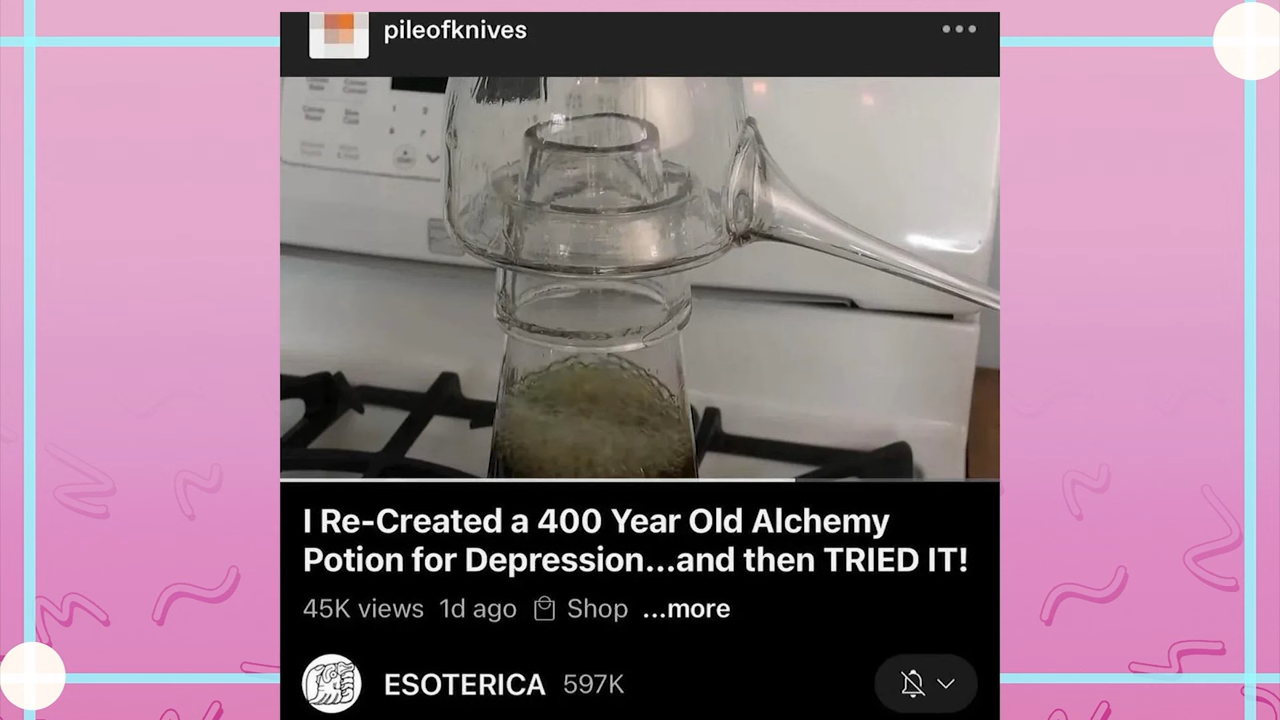 pileofknives
I Re-Created a 400 Year Old Alchemy
Potion for Depression...and then TRIED IT!
45K views 1d ago Shop ...more
ESOTERICA 597K